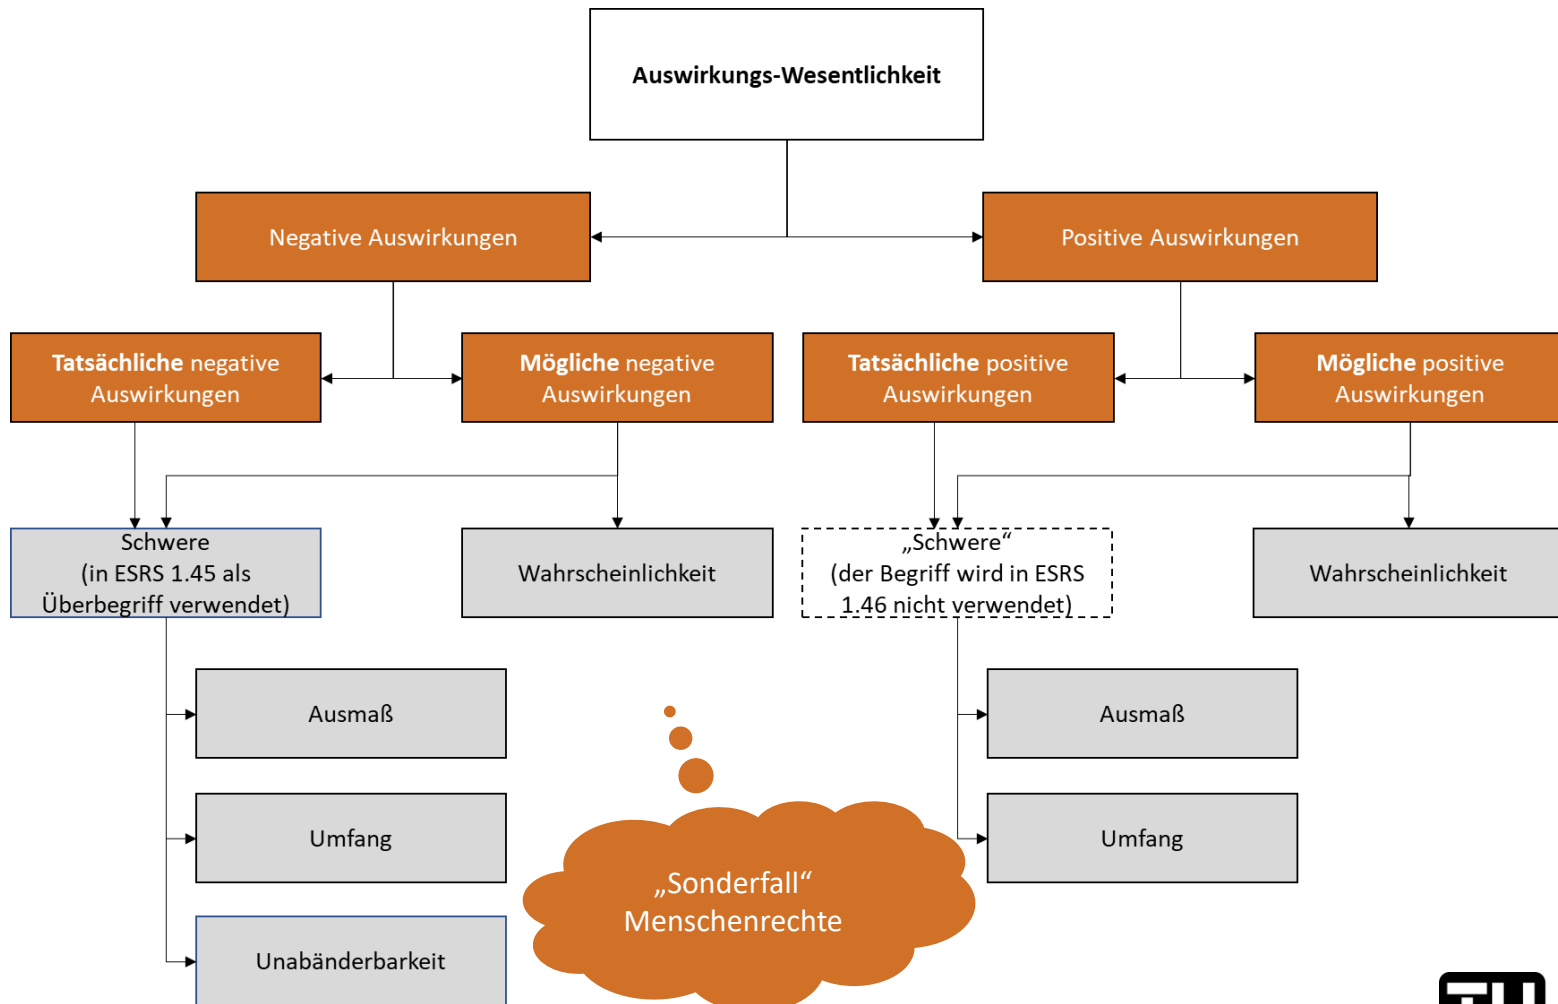 Auswirkungs-Wesentlichkeit
Negative Auswirkungen
Positive Auswirkungen
Tatsächliche negative
Auswirkungen
Mögliche negative
Auswirkungen
Tatsächliche positive
Auswirkungen
Mögliche positive
Auswirkungen
Schwere
(in ESRS 1.45 als
Überbegriff verwendet)
Wahrscheinlichkeit
„Schwere“
(der Begriff wird in ESRS
1.46 nicht verwendet)
Wahrscheinlichkeit
Ausmaß
Ausmaß
Umfang
Umfang
„Sonderfall“
Menschenrechte
Unabänderbarkeit